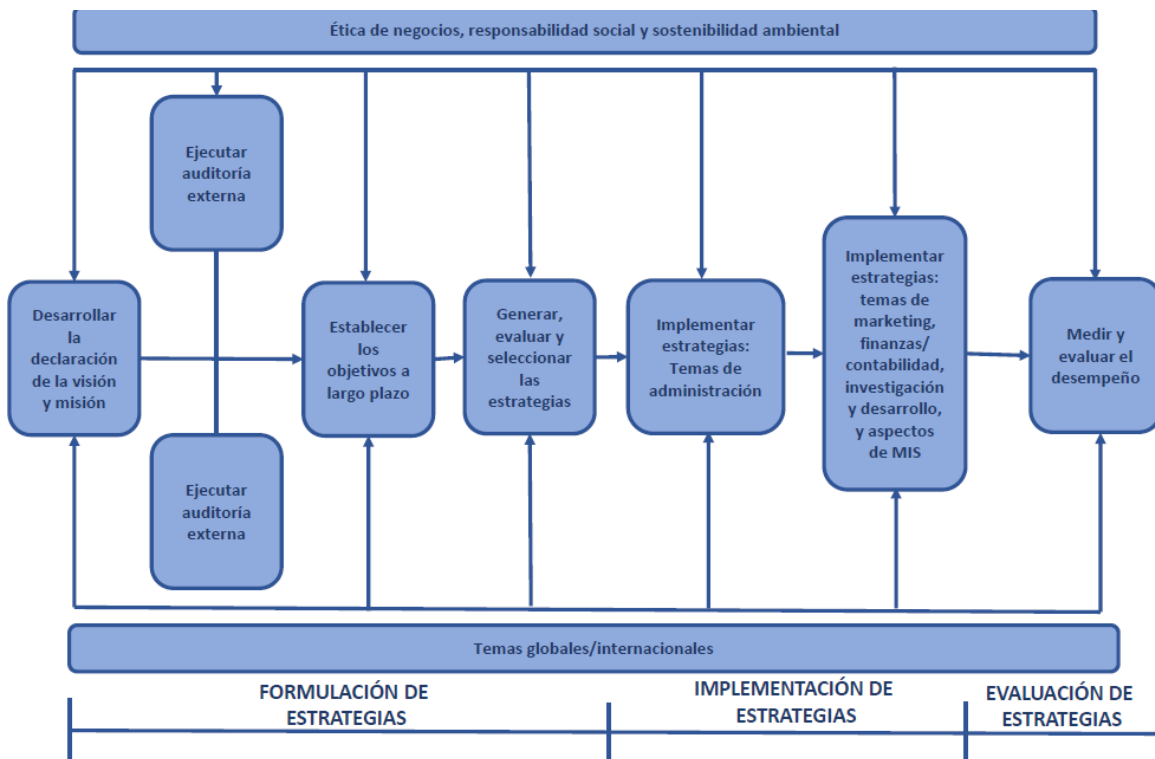 Ética de negocios, responsabilidad social y sostenibilidad ambiental
Ejecutar
auditoría
externa
Desarrollar
la
declaración
de la visión
y misión
Establecer
los
objetivos a
largo plazo
Generar,
evaluar y
seleccionar
las
estrategias
Implementar
estrategias:
Temas de
administración
Implementar
estrategias:
temas de
marketing,
finanzas/
contabilidad,
investigación
y desarrollo,
y aspectos
de MIS
Medir y
evaluar el
desempeño
Ejecutar
auditoría
externa
Temas globales/internacionales
FORMULACIÓN DE
ESTRATEGIAS
IMPLEMENTACIÓN DE
ESTRATEGIAS
EVALUACIÓN DE
ESTRATEGIAS